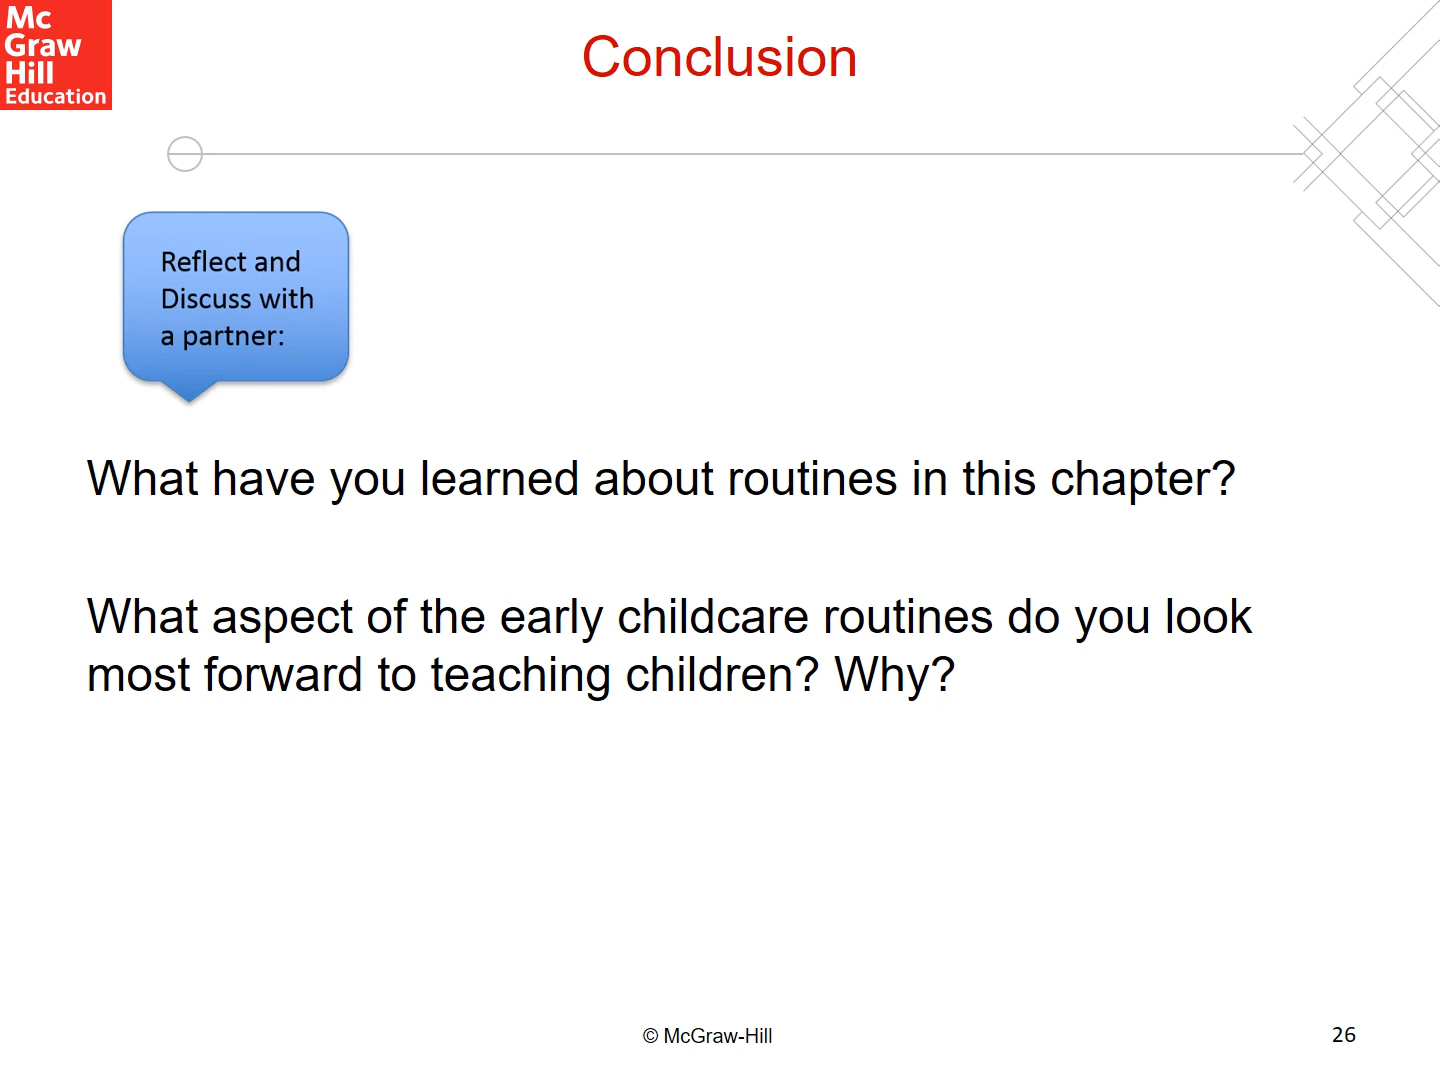 Mc
Graw
Hill
Education
Conclusion
Reflect and
Discuss with
a partner:
What have you learned about routines in this chapter?
What aspect of the early childcare routines do you look
most forward to teaching children? Why?
© McGraw-Hill
26